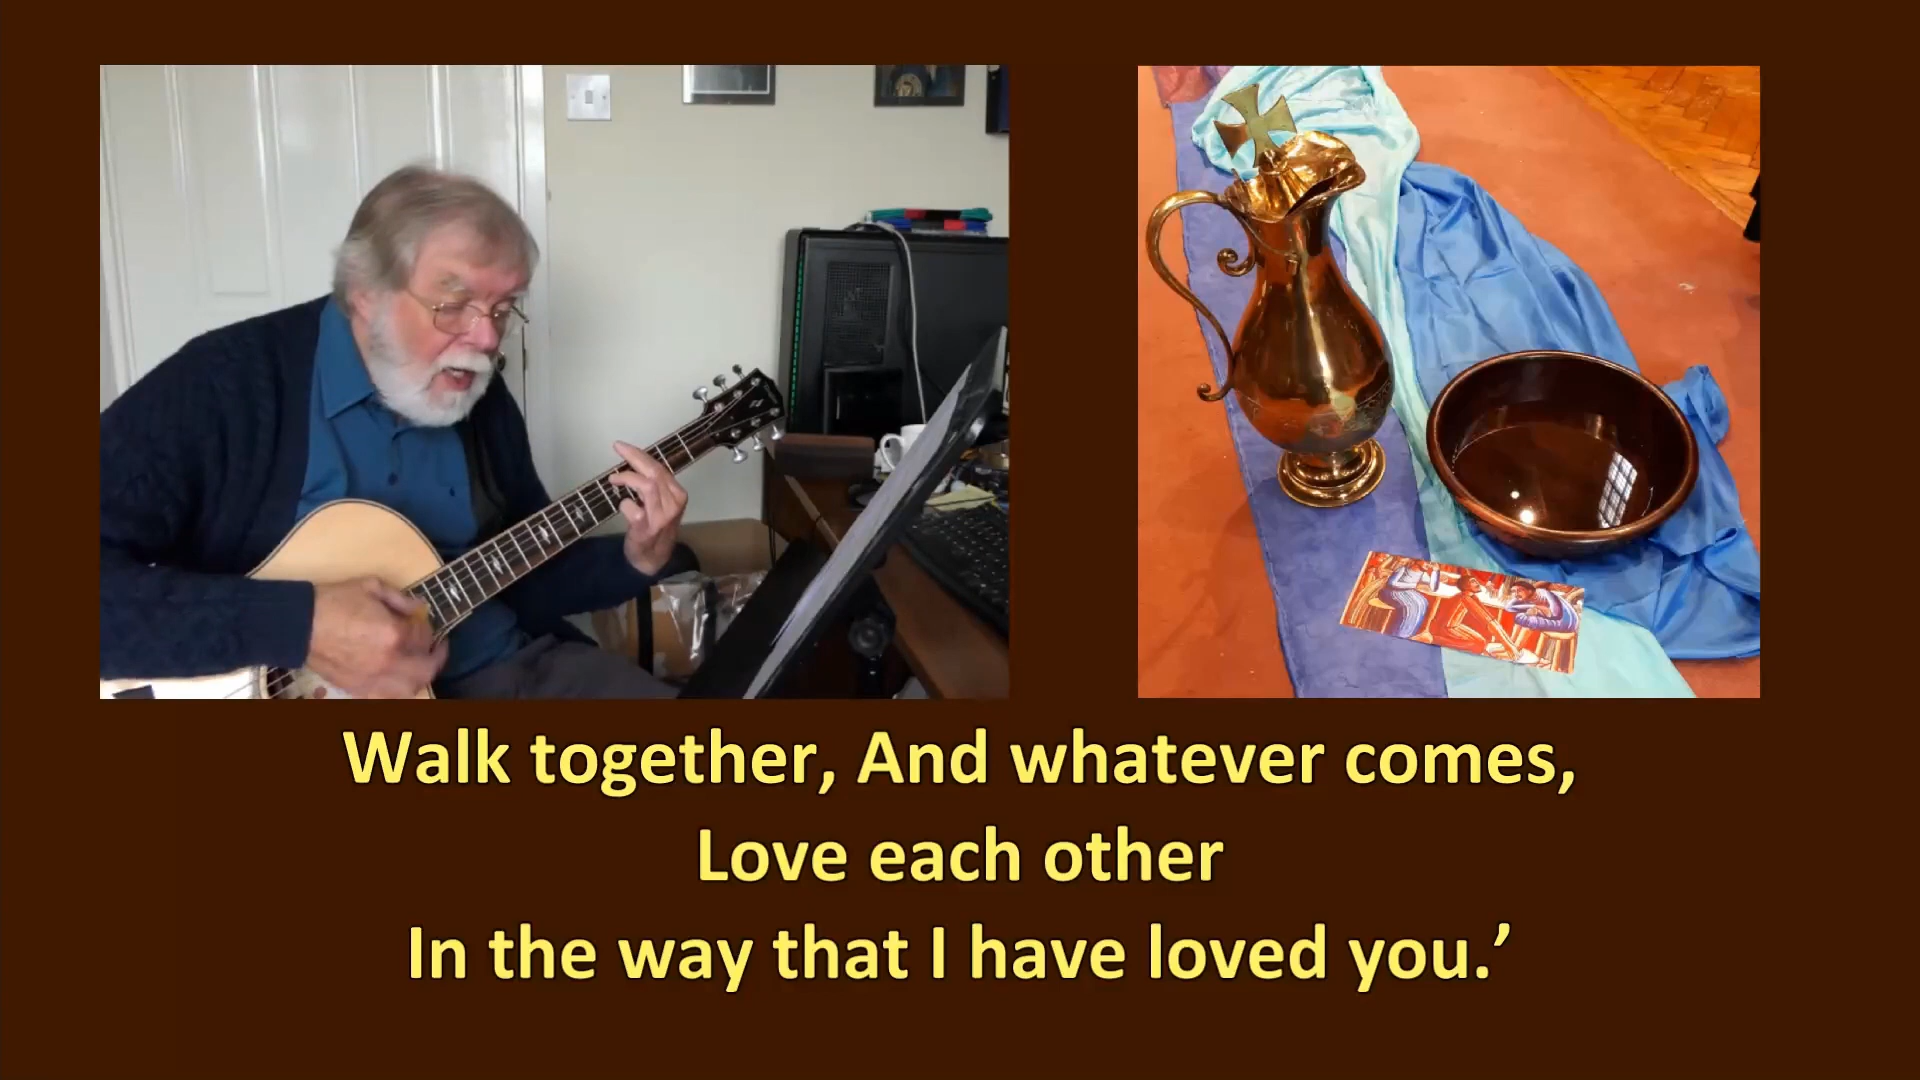 Walk together, And whatever comes,
Love each other
In the way that I have loved you.’